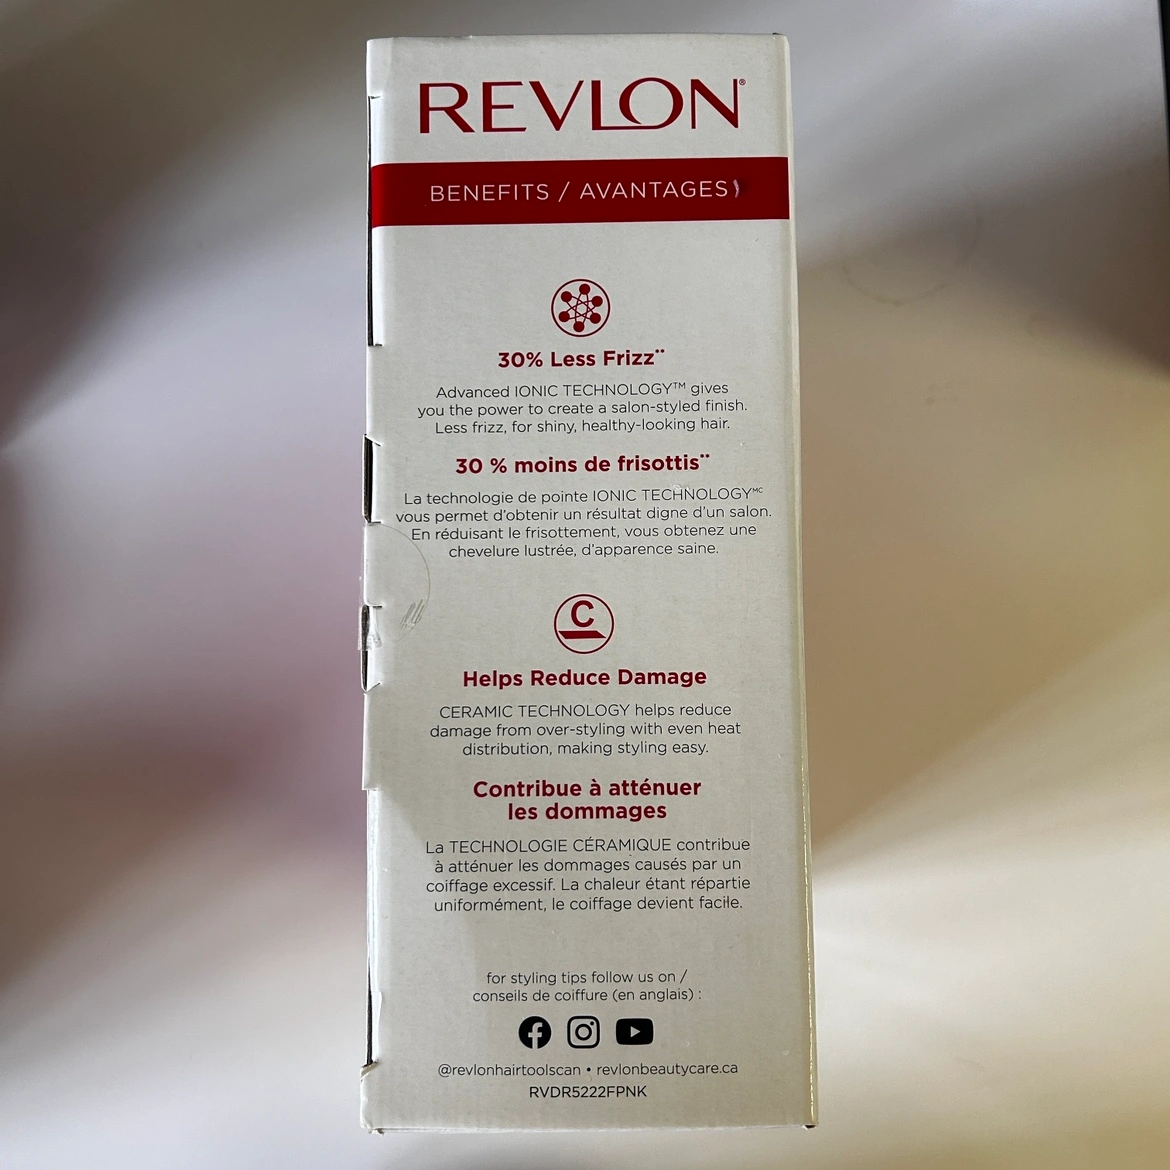 REVLON®
BENEFITS / AVANTAGES
30% Less Frizz¨
Advanced IONIC TECHNOLOGY™ gives
you the power to create a salon-styled finish.
Less frizz, for shiny, healthy-looking hair.
30 % moins de frisottis¨
La technologie de pointe IONIC TECHNOLOGYᴹᶜ
vous permet d'obtenir un résultat digne d'un salon.
En réduisant le frisottement, vous obtenez une
chevelure lustrée, d'apparence saine.
C
Helps Reduce Damage
CERAMIC TECHNOLOGY helps reduce
damage from over-styling with even heat
distribution, making styling easy.
Contribue à atténuer
les dommages
La TECHNOLOGIE CÉRAMIQUE contribue
à atténuer les dommages causés par un
coiffage excessif. La chaleur étant répartie
uniformément, le coiffage devient facile.
for styling tips follow us on /
conseils de coiffure (en anglais) :
@revlonhairtoolscan • revlonbeautycare.ca
RVDR5222FPNK